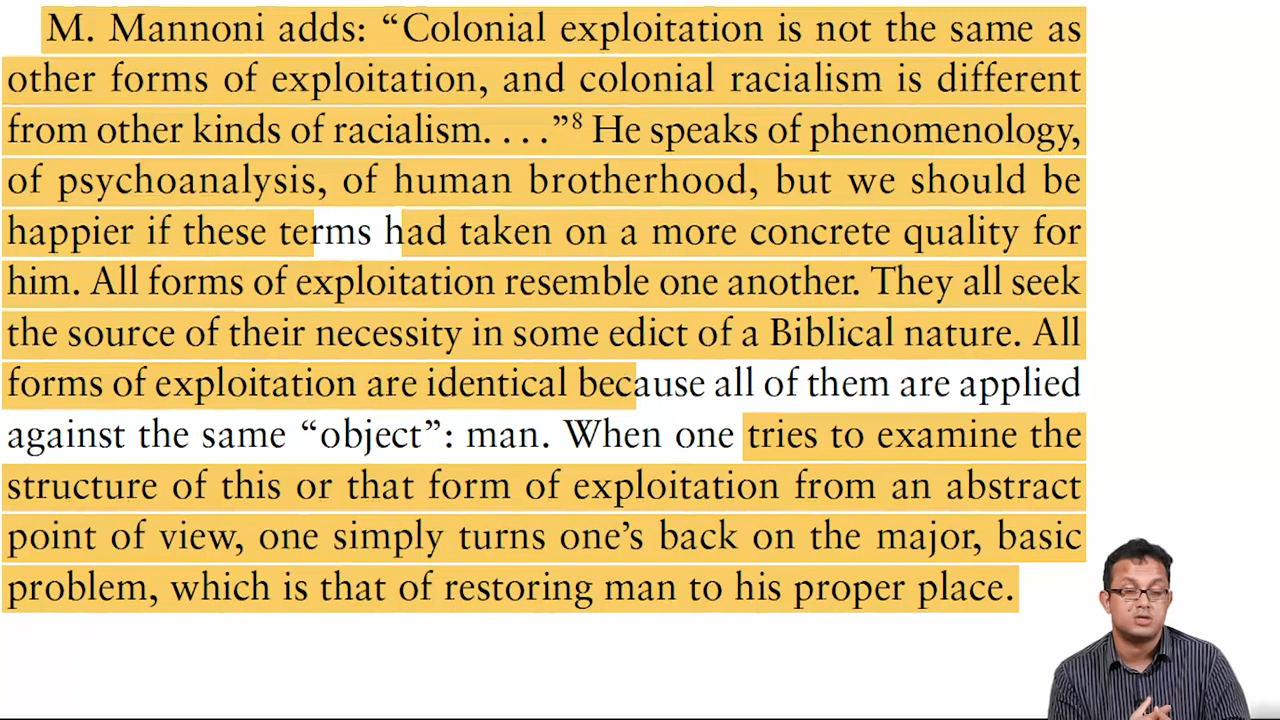 M. Mannoni adds: “Colonial exploitation is not the same as
other forms of exploitation, and colonial racialism is different
from other kinds of racialism. . . .”⁸ He speaks of phenomenology,
of psychoanalysis, of human brotherhood, but we should be
happier if these terms had taken on a more concrete quality for
him. All forms of exploitation resemble one another. They all seek
the source of their necessity in some edict of a Biblical nature. All
forms of exploitation are identical because all of them are applied
against the same “object”: man. When one tries to examine the
structure of this or that form of exploitation from an abstract
point of view, one simply turns one’s back on the major, basic
problem, which is that of restoring man to his proper place.